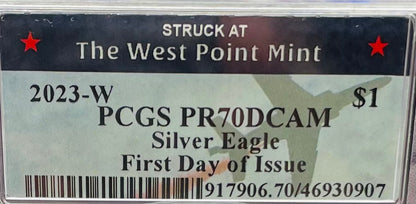 STRUCK AT
The West Point Mint
2023-W $1
PCGS PR70DCAM
Silver Eagle
First Day of Issue
917906.70/46930907